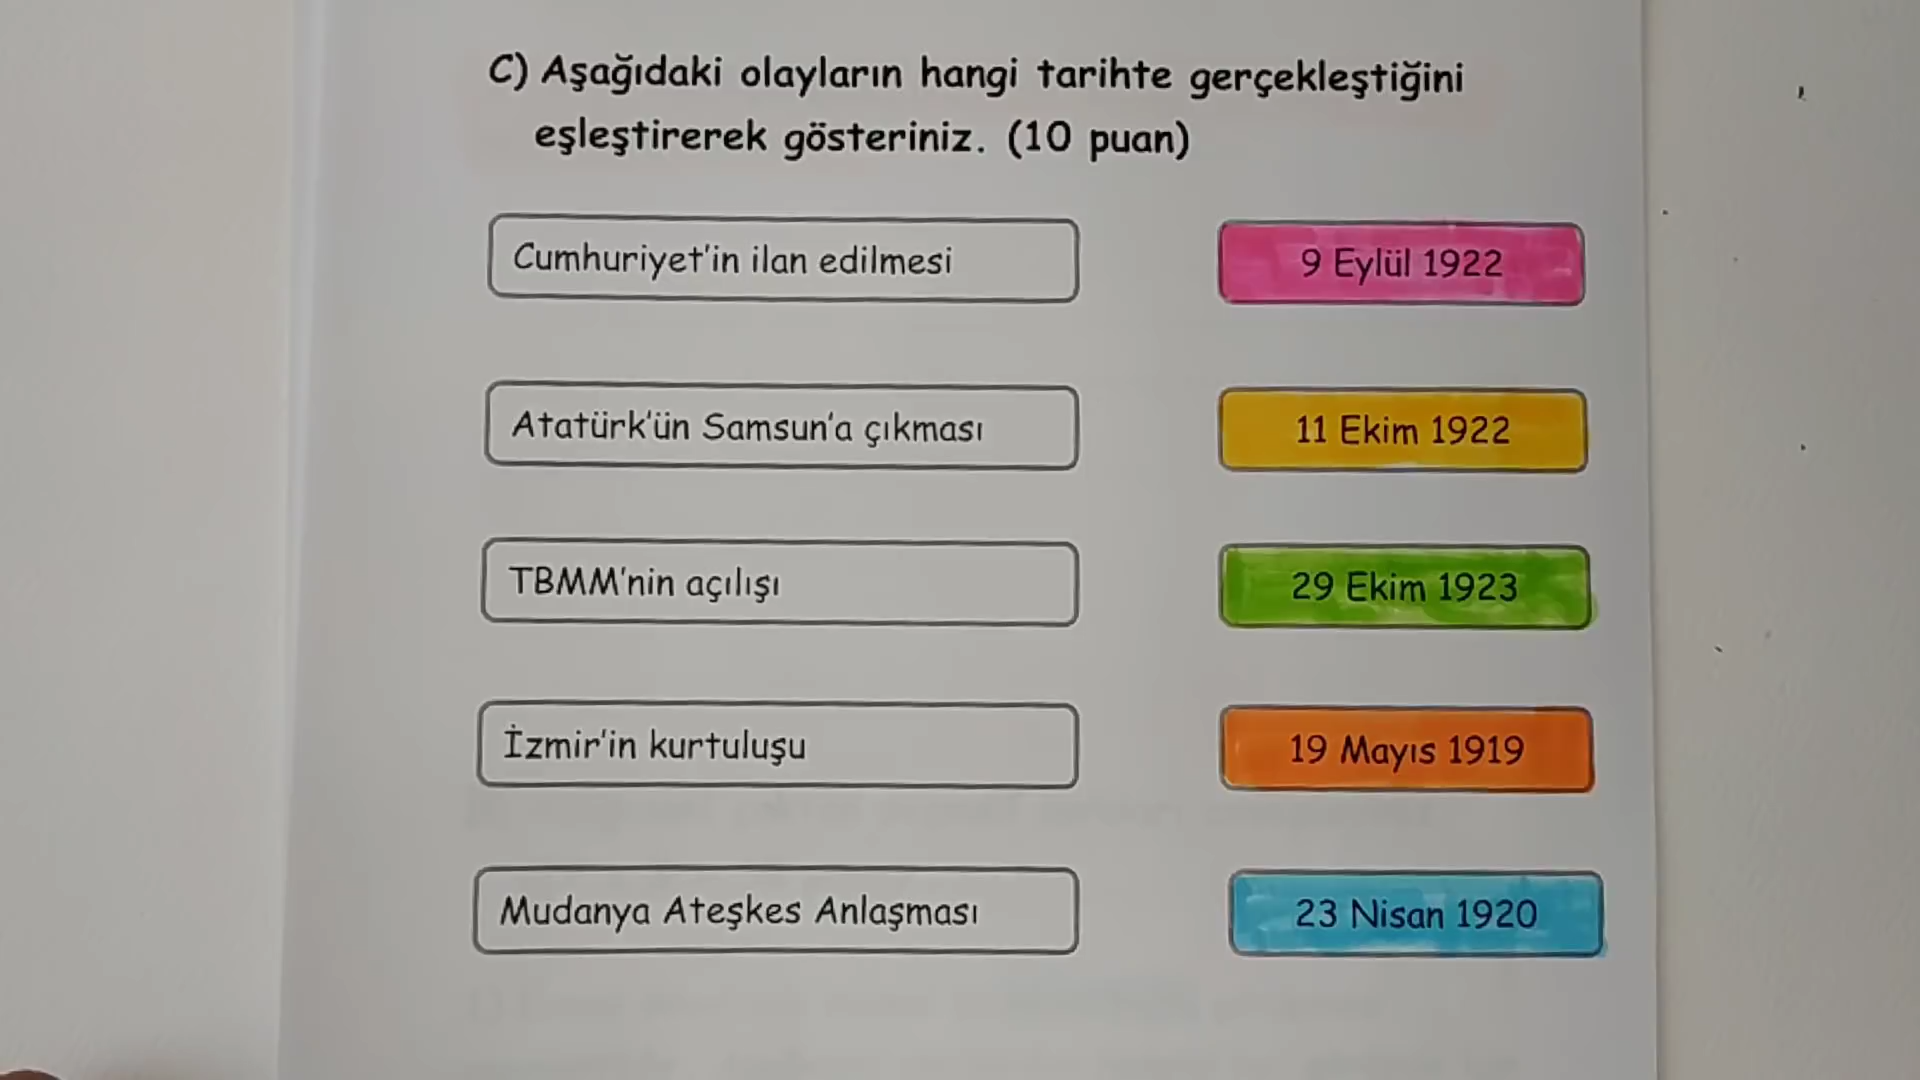 C) Aşağıdaki olayların hangi tarihte gerçekleştiğini
eşleştirerek gösteriniz. (10 puan)
Cumhuriyet'in ilan edilmesi
9 Eylül 1922
Atatürk'ün Samsun'a çıkması
11 Ekim 1922
TBMM'nin açılışı
29 Ekim 1923
İzmir'in kurtuluşu
19 Mayıs 1919
Mudanya Ateşkes Anlaşması
23 Nisan 1920